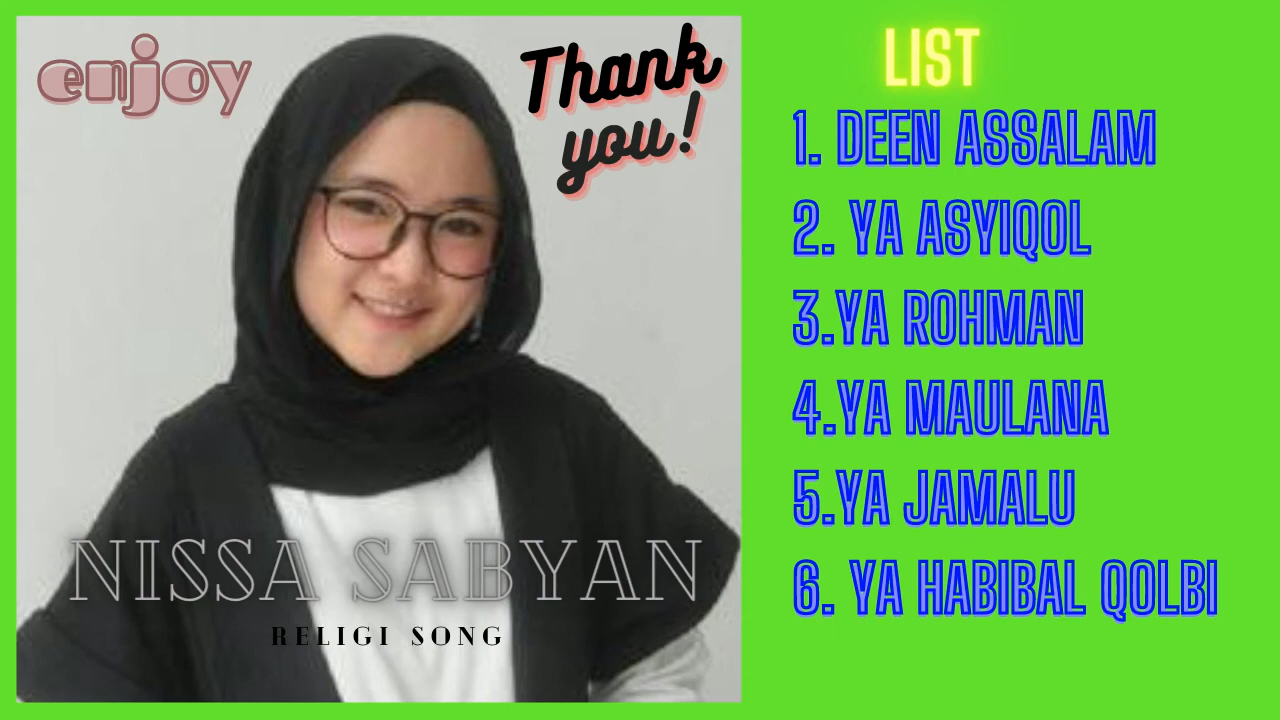 enjoy
Thank
you!
NISSA SABYAN
RELIGI SONG
LIST
1. DEEN ASSALAM
2. YA ASYIQOL
3.YA ROHMAN
4.YA MAULANA
5.YA JAMALU
6. YA HABIBAL QOLBI